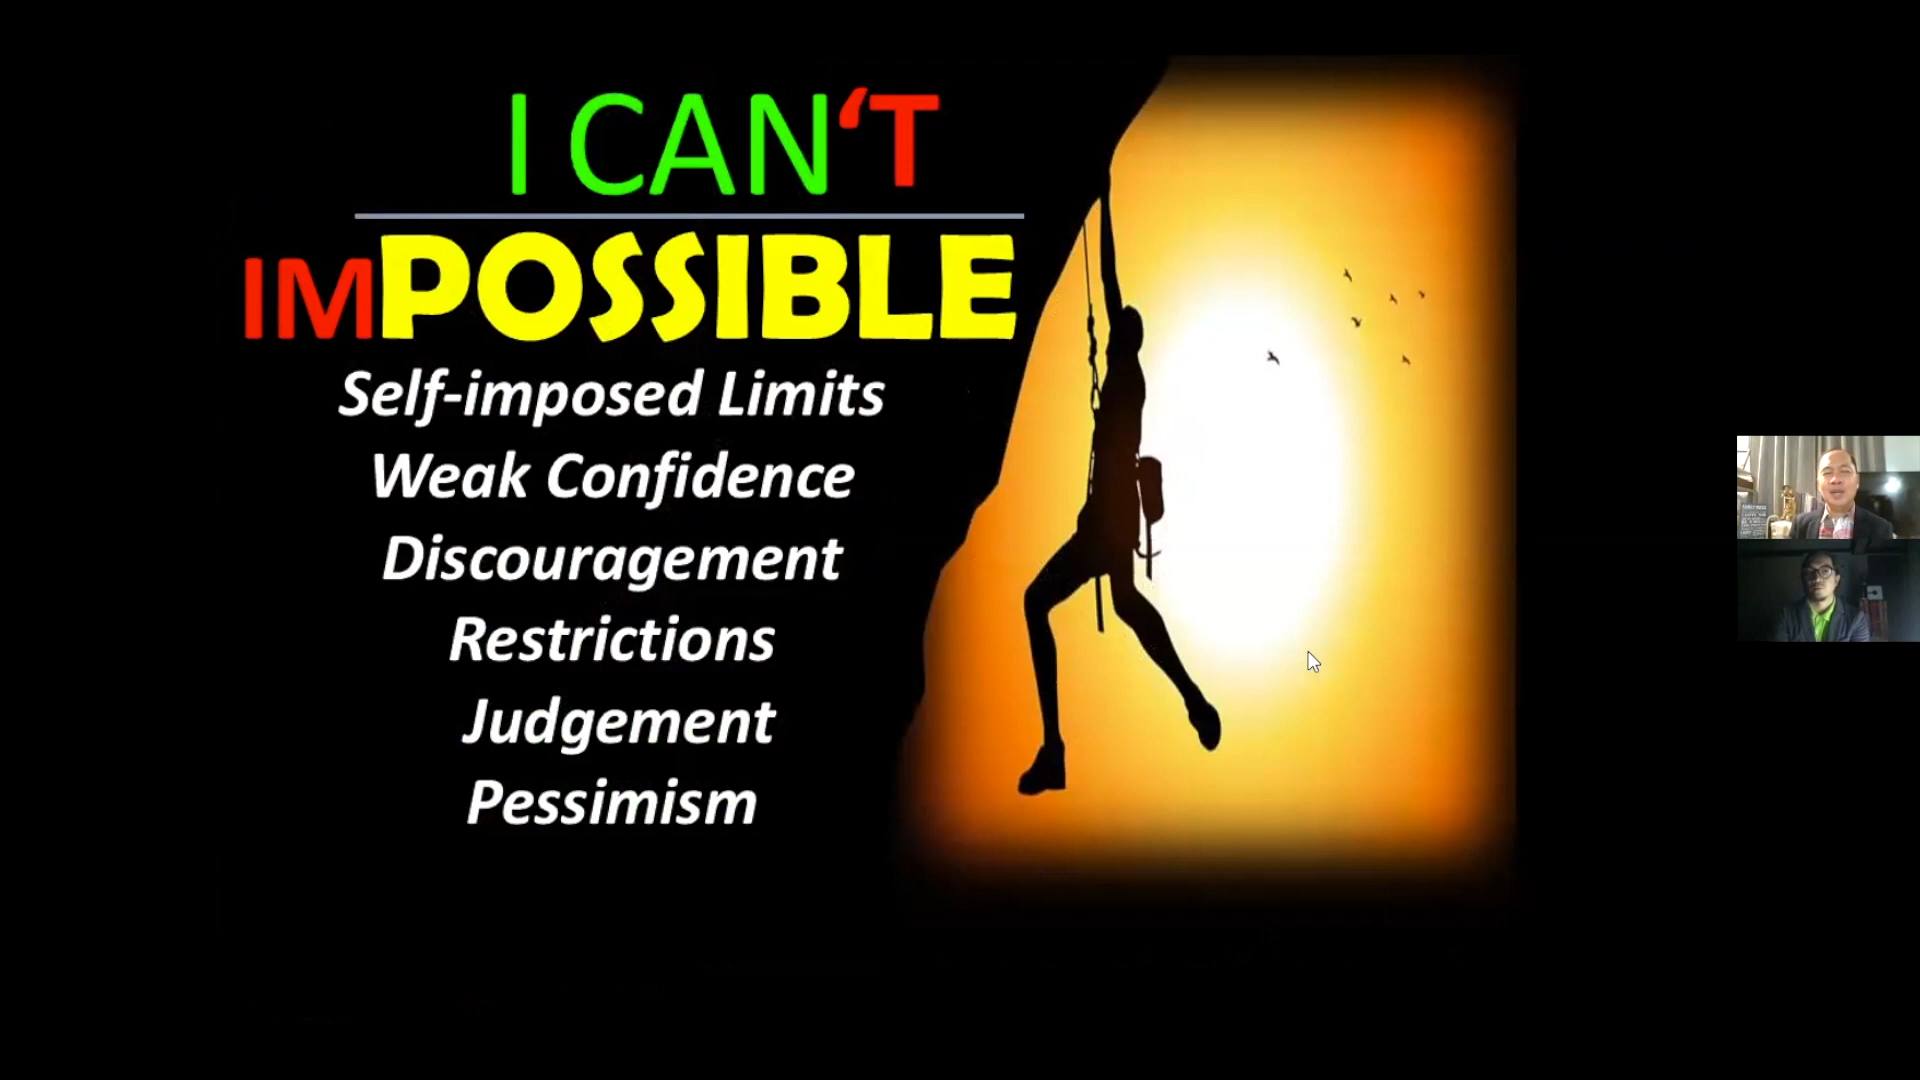 I CAN‘T
IMPOSSIBLE
Self-imposed Limits
Weak Confidence
Discouragement
Restrictions
Judgement
Pessimism